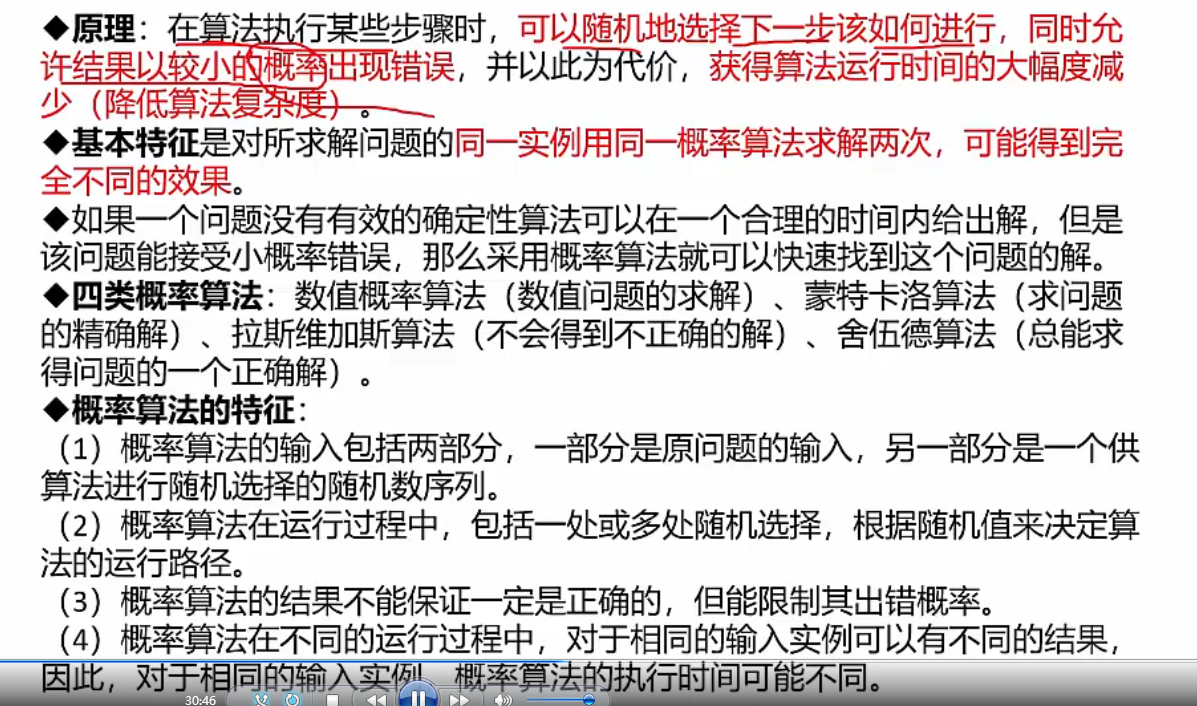 ◆原理：在算法执行某些步骤时，可以随机地选择下一步该如何进行，同时允
许结果以较小的概率出现错误，并以此为代价，获得算法运行时间的大幅度减
少（降低算法复杂度）。
◆基本特征是对所求解问题的同一实例用同一概率算法求解两次，可能得到完
全不同的效果。
◆如果一个问题没有有效的确定性算法可以在一个合理的时间内给出解，但是
该问题能接受小概率错误，那么采用概率算法就可以快速找到这个问题的解。
◆四类概率算法：数值概率算法（数值问题的求解）、蒙特卡洛算法（求问题
的精确解）、拉斯维加斯算法（不会得到不正确的解）、舍伍德算法（总能求
得问题的一个正确解）。
◆概率算法的特征：
（1）概率算法的输入包括两部分，一部分是原问题的输入，另一部分是一个供
算法进行随机选择的随机数序列。
（2）概率算法在运行过程中，包括一处或多处随机选择，根据随机值来决定算
法的运行路径。
（3）概率算法的结果不能保证一定是正确的，但能限制其出错概率。
（4）概率算法在不同的运行过程中，对于相同的输入实例可以有不同的结果，
因此，对于相同的输入实例，概率算法的执行时间可能不同。
30:46